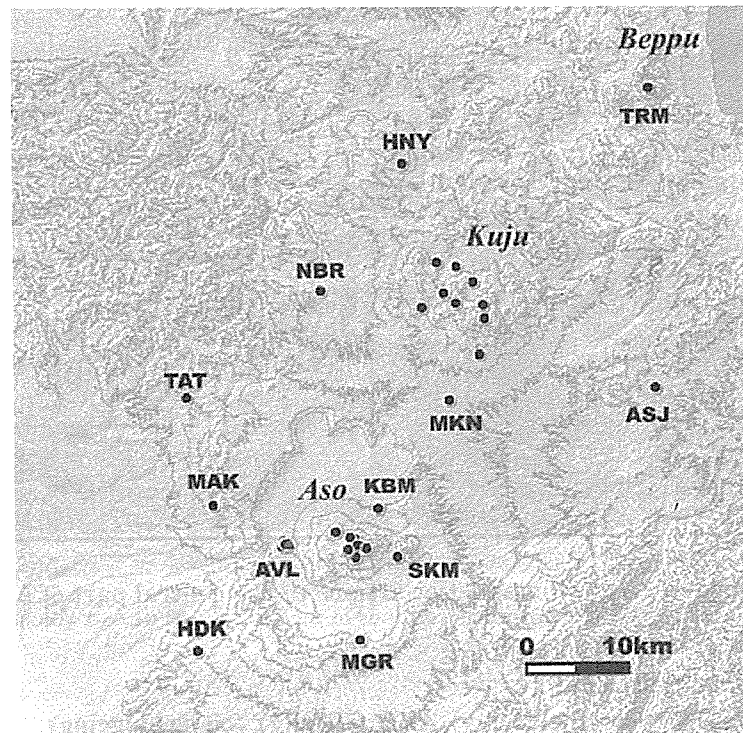 Beppu
TRM
HNY
Kuju
NBR
TAT
MKN
ASJ
MAK
Aso
KBM
AVL
SKM
HDK
MGR
0 10km